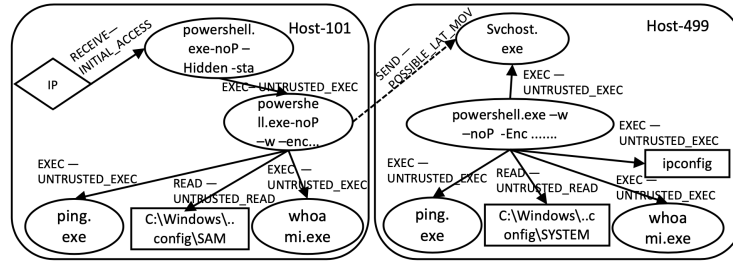 Host-101
powershell.
exe-noP –
Hidden -sta
RECEIVE—
INITIAL_ACCESS
IP
EXEC—UNTRUSTED_EXEC
powershe
ll.exe-noP
–w –enc...
EXEC —
UNTRUSTED_EXEC
READ —
UNTRUSTED_READ
EXEC —
UNTRUSTED_EXEC
ping.
exe
C:\Windows\..
config\SAM
whoa
mi.exe
SEND —
POSSIBLE_LAT_MOV
Host-499
Svchost.
exe
EXEC —
UNTRUSTED_EXEC
powershell.exe –w
–noP -Enc .......
EXEC —
UNTRUSTED_EXEC
ipconfig
EXEC —
UNTRUSTED_EXEC
READ —
UNTRUSTED_READ
EXEC —
UNTRUSTED_EXEC
ping.
exe
C:\Windows\..c
onfig\SYSTEM
whoa
mi.exe